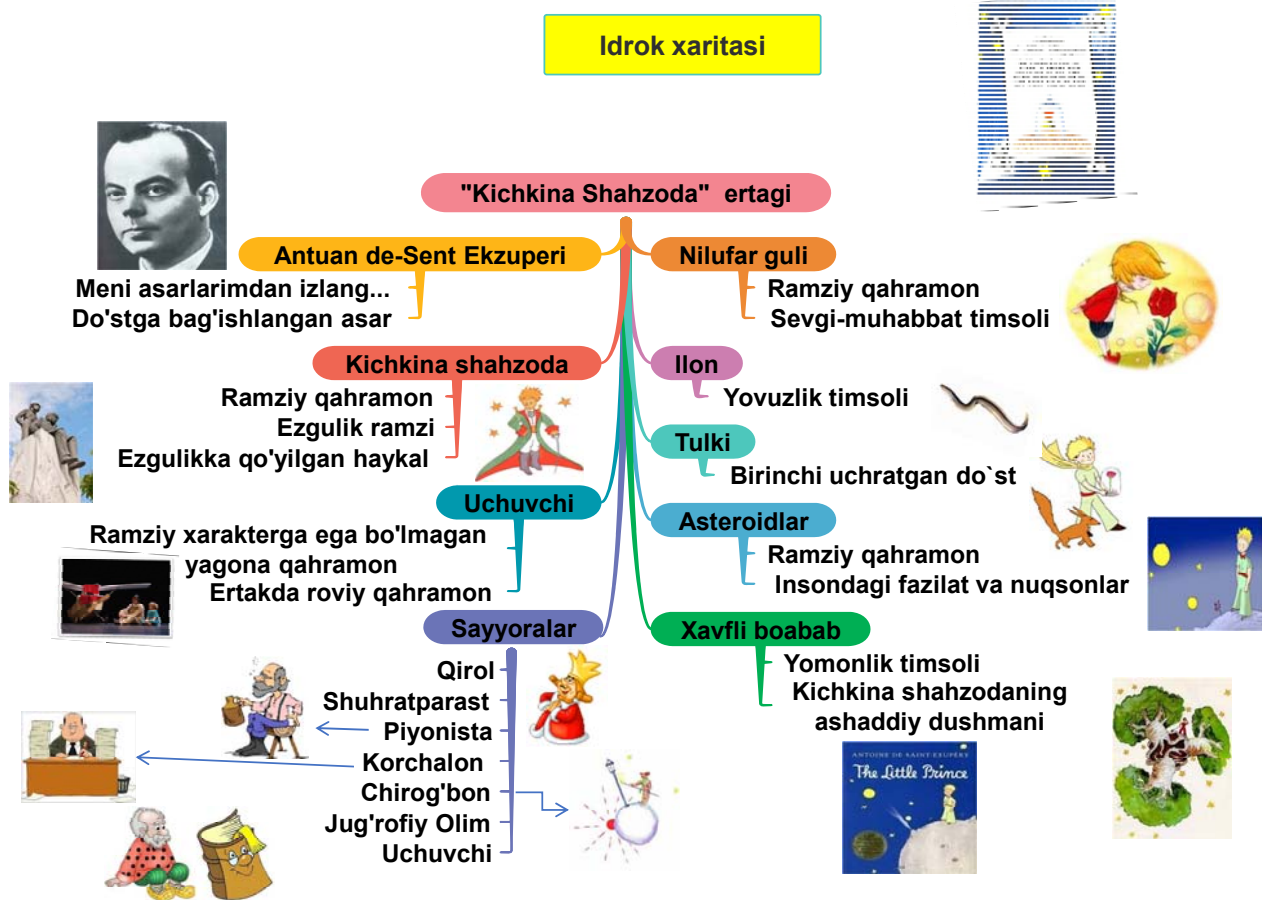 Idrok xaritasi
"Kichkina Shahzoda" ertagi
Antuan de-Sent Ekzuperi
Meni asarlarimdan izlang...
Do'stga bag'ishlangan asar
Kichkina shahzoda
Ramziy qahramon
Ezgulik ramzi
Ezgulikka qo'yilgan haykal
Uchuvchi
Ramziy xarakterga ega bo'lmagan
yagona qahramon
Ertakda roviy qahramon
Sayyoralar
Qirol
Shuhratparast
Piyonista
Korchalon
Chirog'bon
Jug'rofiy Olim
Uchuvchi
Nilufar guli
Ramziy qahramon
Sevgi-muhabbat timsoli
Ilon
Yovuzlik timsoli
Tulki
Birinchi uchratgan do`st
Asteroidlar
Ramziy qahramon
Insondagi fazilat va nuqsonlar
Xavfli boabab
Yomonlik timsoli
Kichkina shahzodaning
ashaddiy dushmani
ANTOINE DE SAINT-EXUPÉRY
The Little Prince